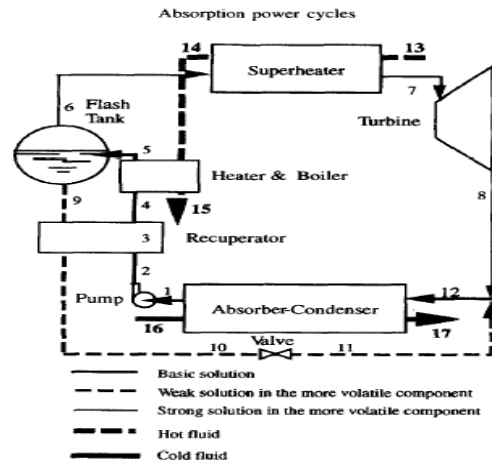 Absorption power cycles
14
13
Superheater
6
7
Flash
Tank
Turbine
5
Heater & Boiler
9
4
15
8
3
Recuperator
2
Pump
1
12
Absorber-Condenser
16
17
Valve
10
11
Basic solution
Weak solution in the more volatile component
Strong solution in the more volatile component
Hot fluid
Cold fluid